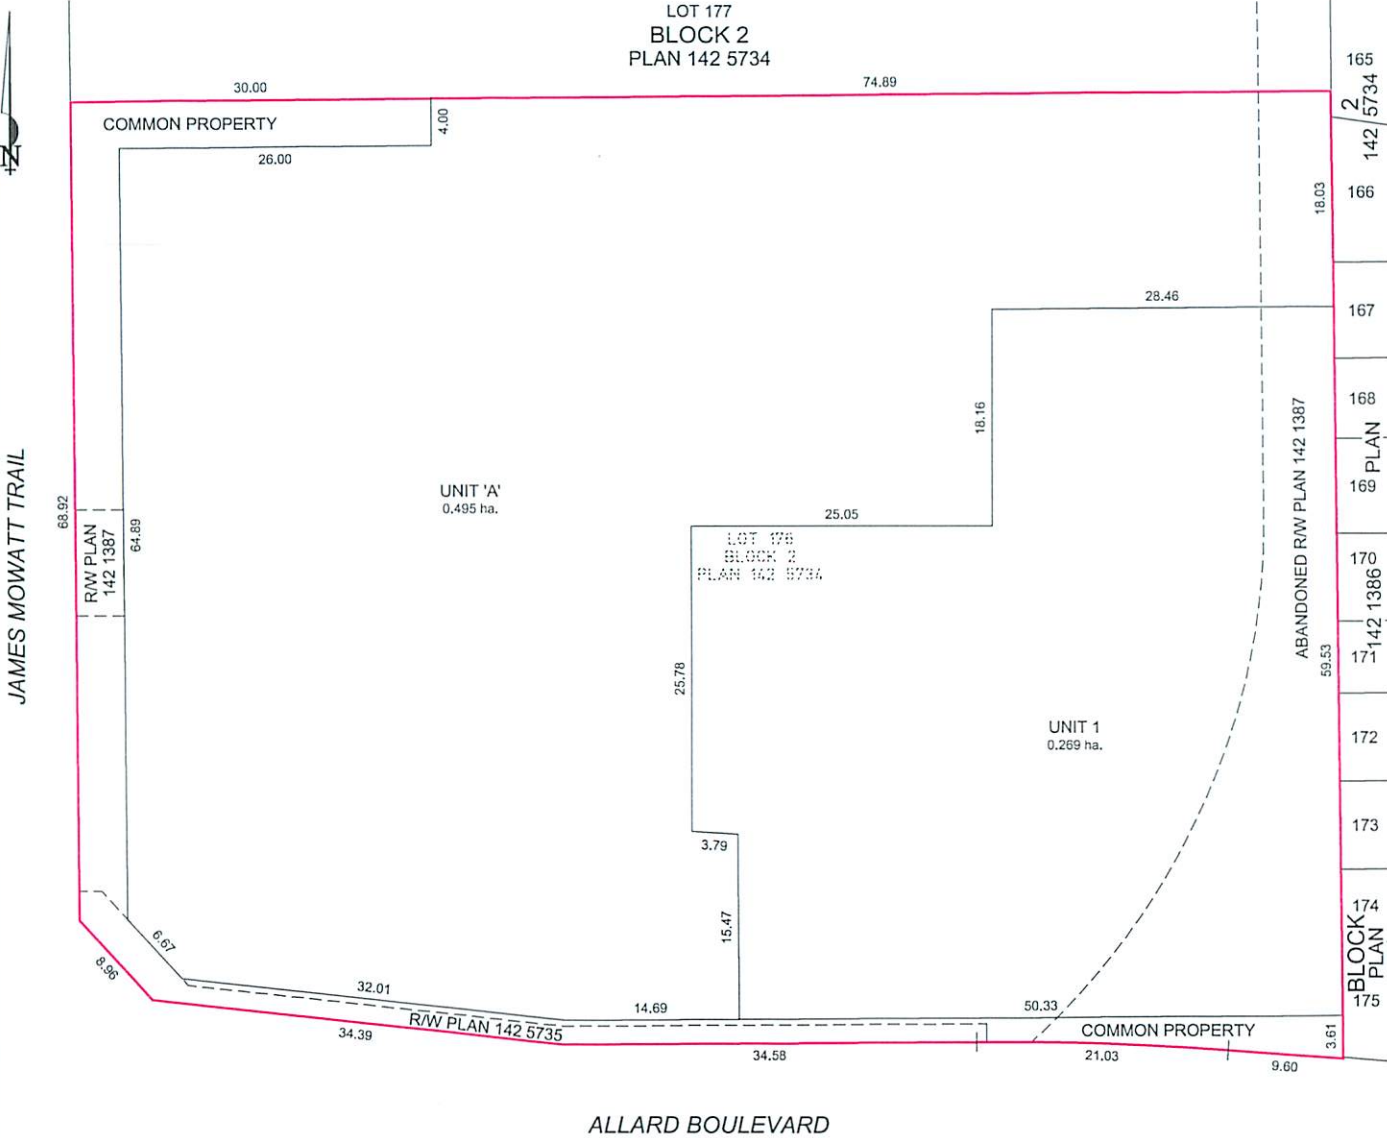 LOT 177
BLOCK 2
PLAN 142 5734
30.00
74.89
165
COMMON PROPERTY
4.00
26.00
N
2
142 5734
18.03
166
28.46
167
18.16
168
PLAN
169
UNIT 'A'
0.495 ha.
25.05
JAMES MOWATT TRAIL
68.92
R/W PLAN
142 1387
64.89
LOT 176
BLOCK 2
PLAN 142 5734
ABANDONED R/W PLAN 142 1387
170
142 1386
171
59.53
25.78
UNIT 1
0.269 ha.
172
173
3.79
174
15.47
BLOCK
PLAN
6.67
8.96
32.01
14.69
50.33
175
R/W PLAN 142 5735
COMMON PROPERTY
3.61
34.39
34.58
21.03
9.60
ALLARD BOULEVARD